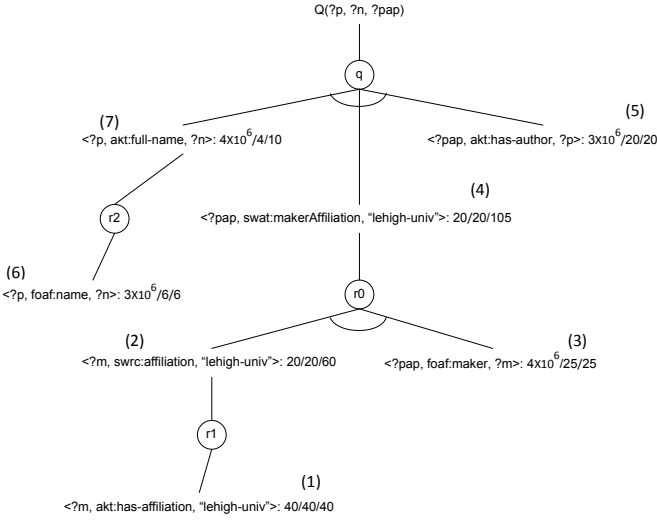 Q(?p, ?n, ?pap)
q
(7)
(5)
<?p, akt:full-name, ?n>: 4X10^6/4/10
<?pap, akt:has-author, ?p>: 3X10^6/20/20
(4)
<?pap, swat:makerAffiliation, "lehigh-univ">: 20/20/105
r2
(6)
<?p, foaf:name, ?n>: 3X10^6/6/6
r0
(2)
(3)
<?m, swrc:affiliation, "lehigh-univ">: 20/20/60
<?pap, foaf:maker, ?m>: 4X10^6/25/25
r1
(1)
<?m, akt:has-affiliation, "lehigh-univ">: 40/40/40